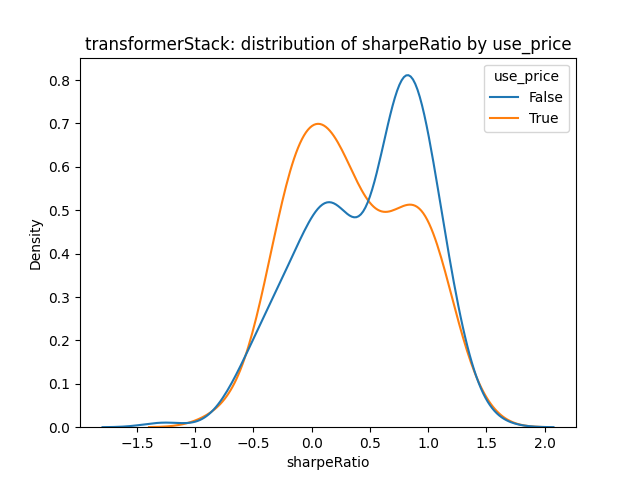 transformerStack: distribution of sharpeRatio by use_price
use_price
False
True
Density
0.8
0.7
0.6
0.5
0.4
0.3
0.2
0.1
0.0
−1.5 −1.0 −0.5 0.0 0.5 1.0 1.5 2.0
sharpeRatio